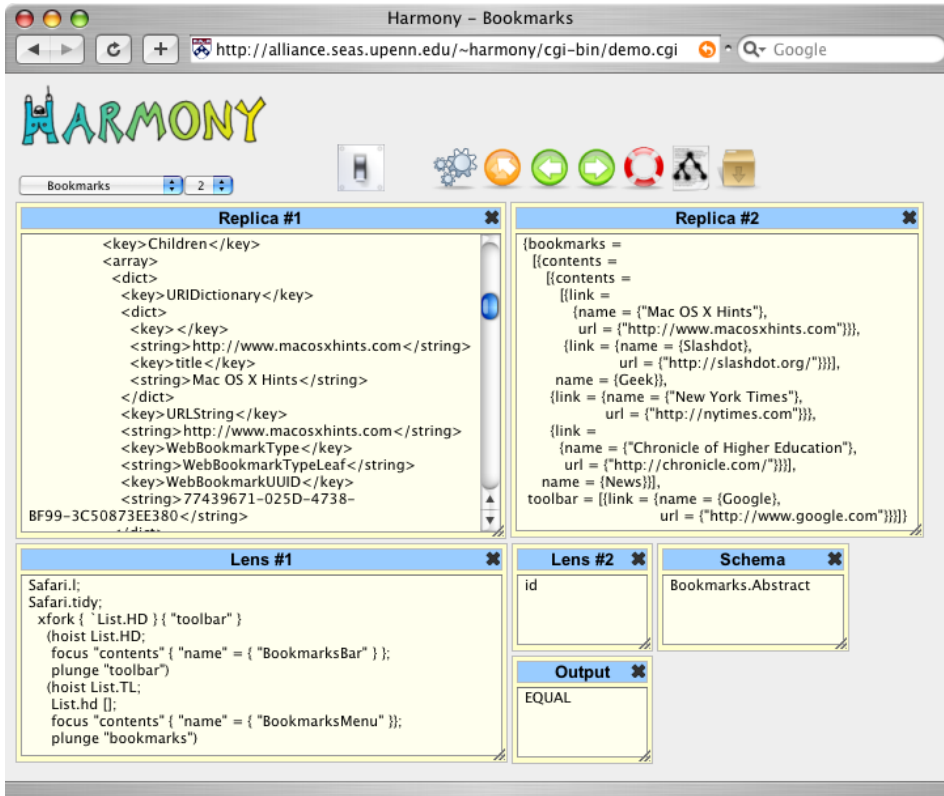 Harmony – Bookmarks
http://alliance.seas.upenn.edu/~harmony/cgi-bin/demo.cgi
Google
HARMONY
Bookmarks
2
Replica #1
<key>Children</key>
<array>
<dict>
<key>URIDictionary</key>
<dict>
<key></key>
<string>http://www.macosxhints.com</string>
<key>title</key>
<string>Mac OS X Hints</string>
</dict>
<key>URLString</key>
<string>http://www.macosxhints.com</string>
<key>WebBookmarkType</key>
<string>WebBookmarkTypeLeaf</string>
<key>WebBookmarkUUID</key>
<string>77439671-025D-4738-
BF99-3C50873EE380</string>
</dict>
Replica #2
{bookmarks =
[{contents =
[{contents =
[{link =
{name = {"Mac OS X Hints"},
url = {"http://www.macosxhints.com"}}},
{link = {name = {Slashdot},
url = {"http://slashdot.org/"}}}],
name = {Geek}},
{link = {name = {"New York Times"},
url = {"http://nytimes.com"}}},
{link =
{name = {"Chronicle of Higher Education"},
url = {"http://chronicle.com/"}}}],
name = {News}}],
toolbar = [{link = {name = {Google},
url = {"http://www.google.com"}}}]}
Lens #1
Safari.l;
Safari.tidy;
xfork { `List.HD } { "toolbar" }
(hoist List.HD;
focus "contents" { "name" = { "BookmarksBar" } };
plunge "toolbar")
(hoist List.TL;
List.hd [];
focus "contents" { "name" = { "BookmarksMenu" }};
plunge "bookmarks")
Lens #2
id
Schema
Bookmarks.Abstract
Output
EQUAL